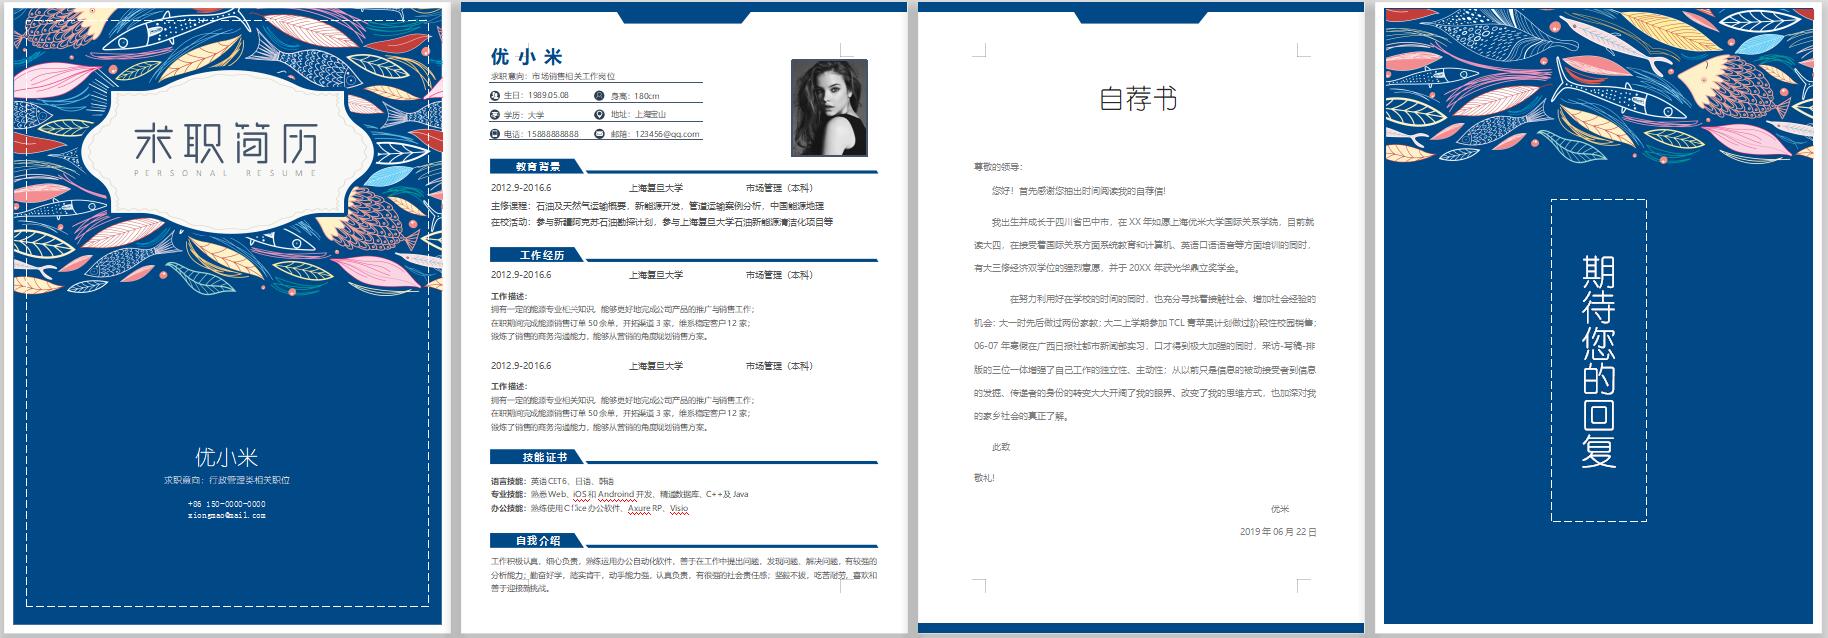 求职简历
PERSONAL RESUME
优小米
求职意向：行政管理类相关职位
+86 150-0000-0000
xiongmao@mail.com
优小米
求职意向：市场销售相关工作岗位
生日：1989.05.08 身高：180cm
学历：大学 地址：上海宝山
电话：15888888888 邮箱：123456@qq.com
教育背景
2012.9-2016.6 上海复旦大学 市场管理（本科）
主修课程：石油及天然气运输概要，新能源开发，管道运输案例分析，中国能源地理
在校活动：参与新疆阿克苏石油勘探计划，参与上海复旦大学石油新能源清洁化项目等
工作经历
2012.9-2016.6 上海复旦大学 市场管理（本科）
工作描述：
拥有一定的能源专业相关知识，能够更好地完成公司产品的推广与销售工作；
在职期间完成能源销售订单 50 余单，开拓渠道 3 家，维系稳定客户 12 家；
锻炼了销售的商务沟通能力，能够从营销的角度规划销售方案。
2012.9-2016.6 上海复旦大学 市场管理（本科）
工作描述：
拥有一定的能源专业相关知识，能够更好地完成公司产品的推广与销售工作；
在职期间完成能源销售订单 50 余单，开拓渠道 3 家，维系稳定客户 12 家；
锻炼了销售的商务沟通能力，能够从营销的角度规划销售方案。
技能证书
语言技能：英语 CET6、日语、韩语
专业技能：熟悉 Web、iOS 和 Androind 开发、精通数据库、C++及 Java
办公技能：熟练使用 Office 办公软件、Axure RP、Visio
自我介绍
工作积极认真，细心负责，熟练运用办公自动化软件，善于在工作中提出问题、发现问题、解决问题，有较强的
分析能力；勤奋好学，踏实肯干，动手能力强，认真负责，有很强的社会责任感；坚毅不拔，吃苦耐劳，喜欢和
善于迎接新挑战。
自荐书
尊敬的领导：
您好！首先感谢您抽出时间阅读我的自荐信!
我出生并成长于四川省巴中市，在 XX 年如愿上海优米大学国际关系学院，目前就
读大四，在接受着国际关系方面系统教育和计算机、英语口语语音等方面培训的同时，
有大三修经济双学位的强烈意愿，并于 20XX 年获光华鼎立奖学金。
在努力利用好在学校的时间的同时，也充分寻找着接触社会、增加社会经验的
机会；大一时先后做过两份家教；大二上学期参加 TCL 青苹果计划做过阶段性校园销售；
06-07 年寒假在广西日报社都市新闻部实习，口才得到极大加强的同时，采访-写稿-排
版的三位一体增强了自己工作的独立性、主动性；从以前只是信息的被动接受者到信息
的发掘、传递者的身份的转变大大开阔了我的眼界、改变了我的思维方式，也加深对我
的家乡社会的真正了解。
此致
敬礼!
优米
2019 年 06 月 22 日
期待您的回复